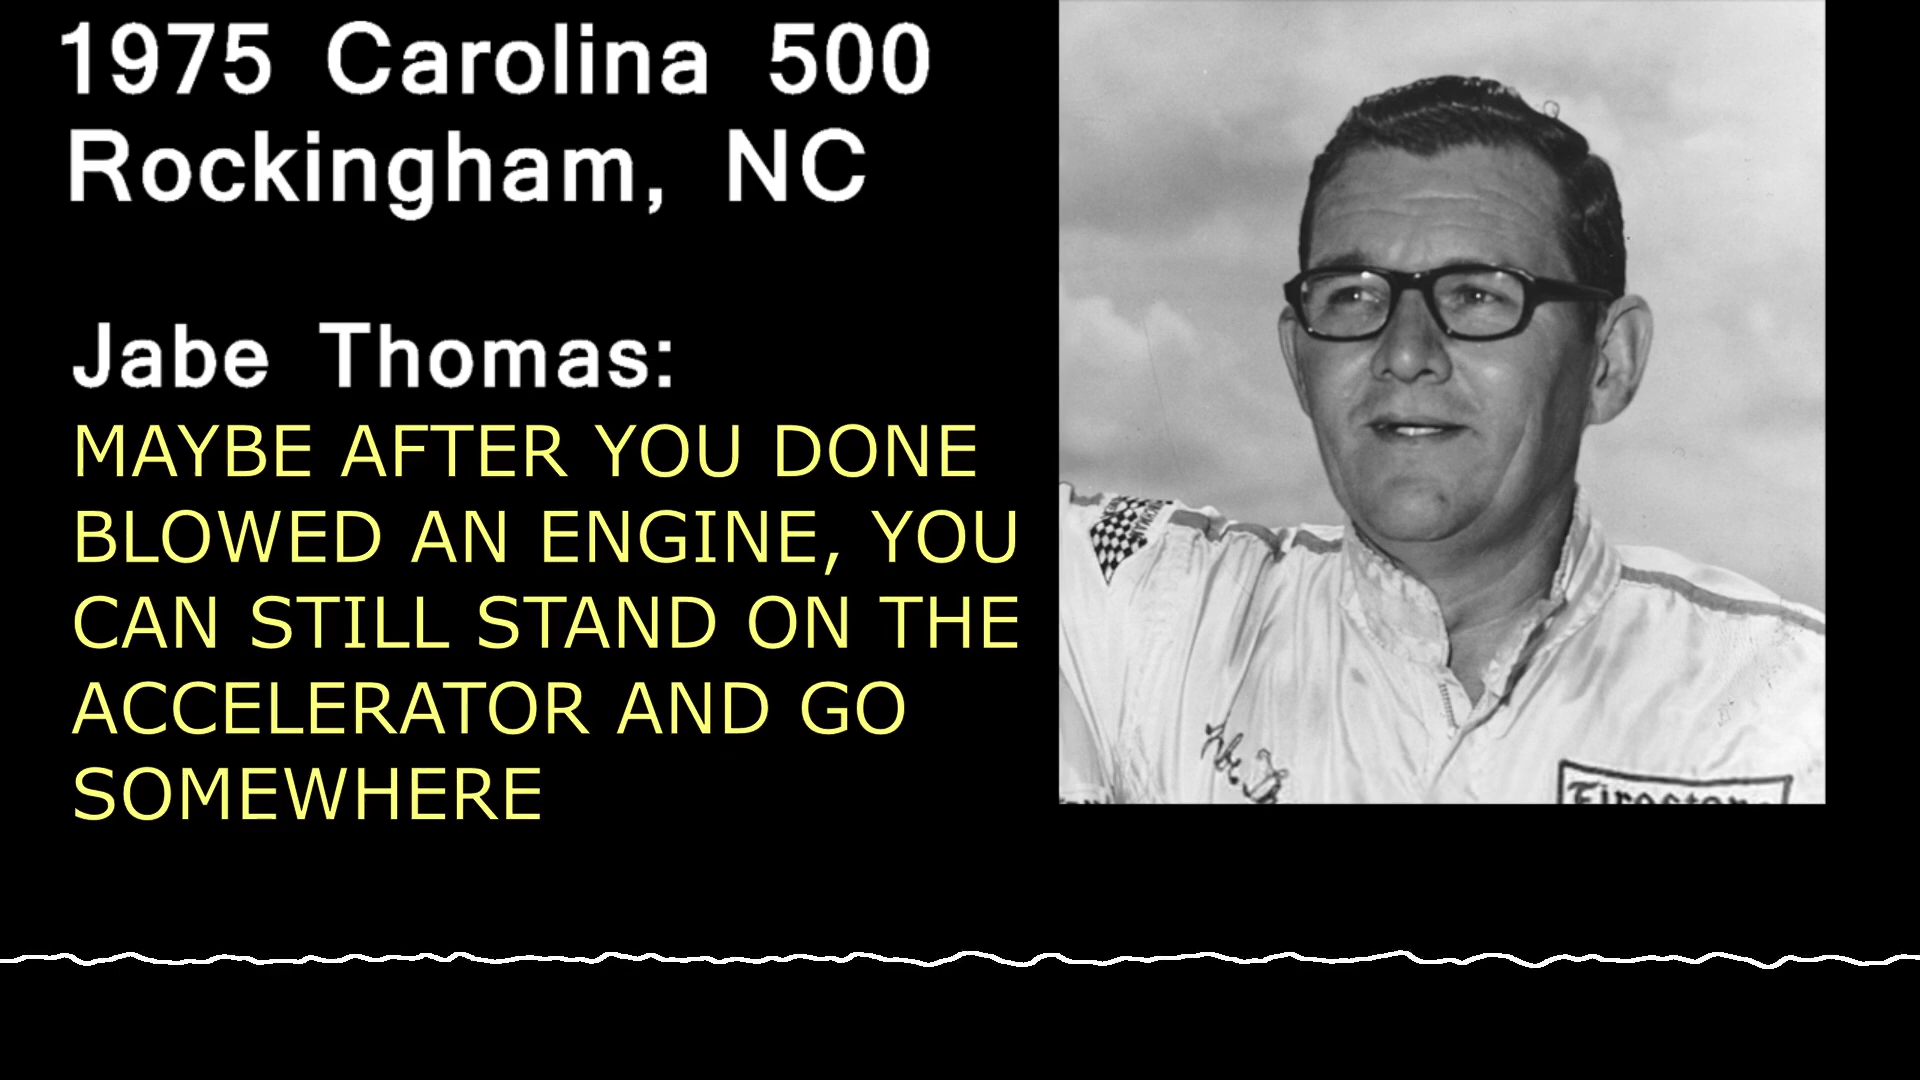 1975 Carolina 500
Rockingham, NC
Jabe Thomas:
MAYBE AFTER YOU DONE
BLOWED AN ENGINE, YOU
CAN STILL STAND ON THE
ACCELERATOR AND GO
SOMEWHERE